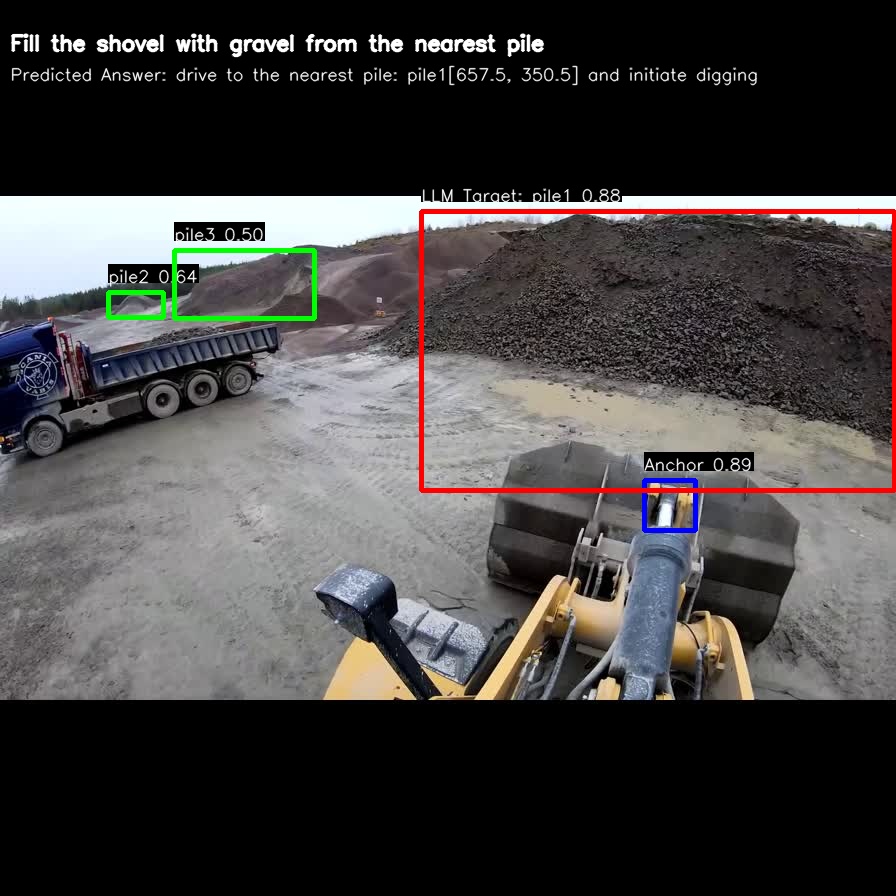 Fill the shovel with gravel from the nearest pile
Predicted Answer: drive to the nearest pile: pile1[657.5, 350.5] and initiate digging
LLM Target: pile1 0.88
pile3 0.50
pile2 0.64
SCANIA
VABIS
Anchor 0.89